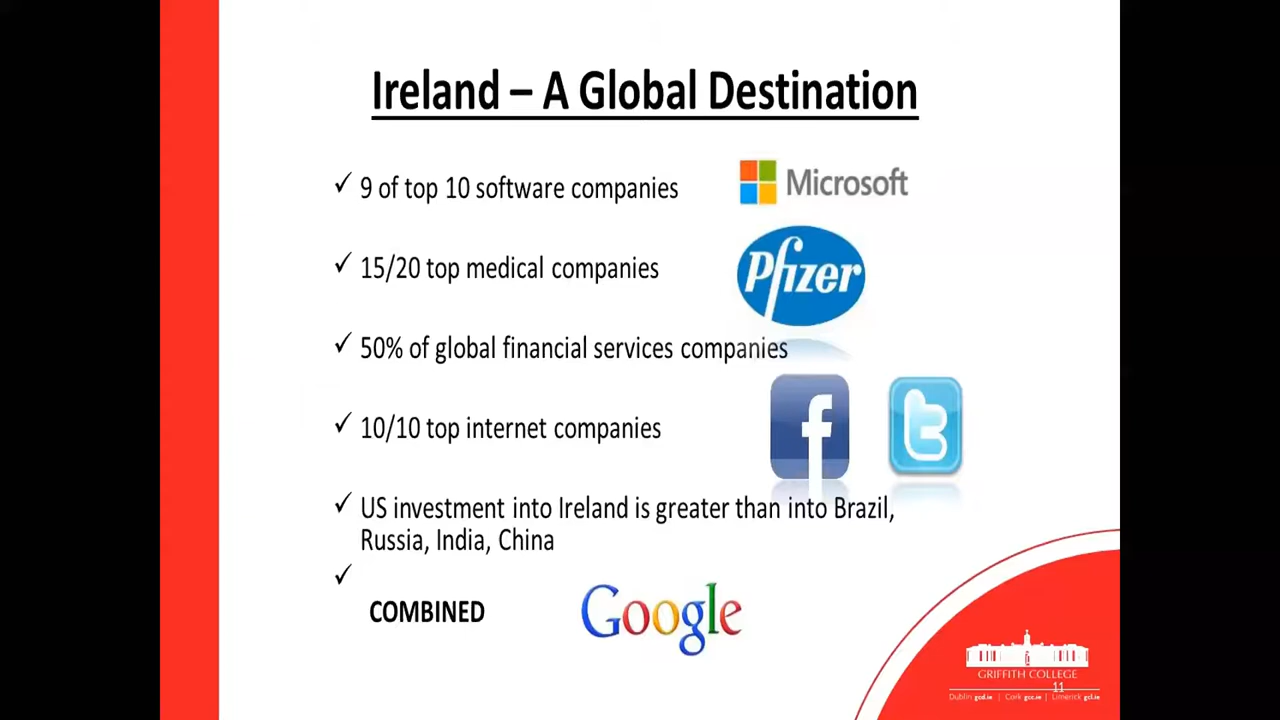 Ireland – A Global Destination
✓ 9 of top 10 software companies
Microsoft
✓ 15/20 top medical companies
Pfizer
✓ 50% of global financial services companies
✓ 10/10 top internet companies
f
t
✓ US investment into Ireland is greater than into Brazil,
Russia, India, China
✓
COMBINED
Google
GRIFFITH COLLEGE
11
Dublin gcd.ie | Cork gcc.ie | Limerick gcl.ie